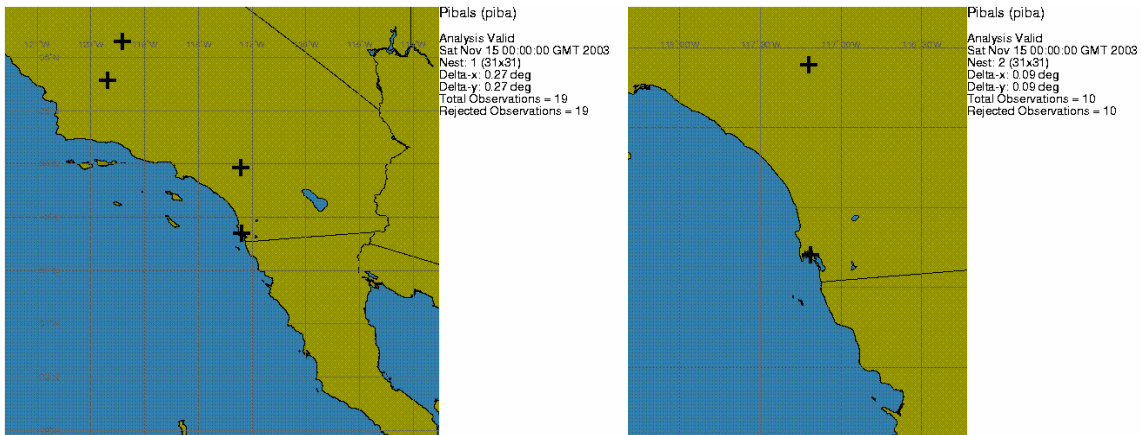 Pibals (piba)
Analysis Valid
Sat Nov 15 00:00:00 GMT 2003
Nest: 1 (31x31)
Delta-x: 0.27 deg
Delta-y: 0.27 deg
Total Observations = 19
Rejected Observations = 19
Pibals (piba)
Analysis Valid
Sat Nov 15 00:00:00 GMT 2003
Nest: 2 (31x31)
Delta-x: 0.09 deg
Delta-y: 0.09 deg
Total Observations = 10
Rejected Observations = 10